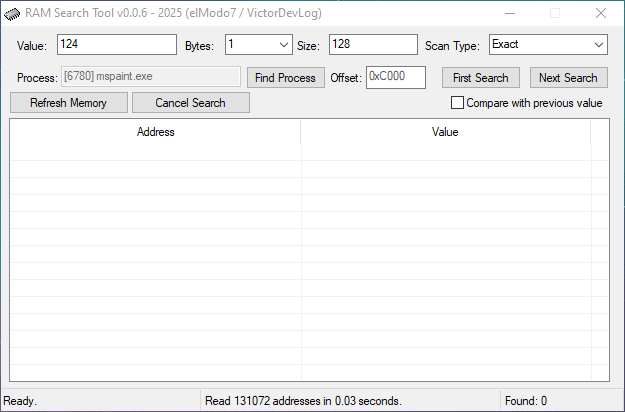 RAM Search Tool v0.0.6 - 2025 (elModo7 / VictorDevLog)
Value: 124 Bytes: 1 Size: 128 Scan Type: Exact
Process: [6780] mspaint.exe Find Process Offset: 0xC000 First Search Next Search
Refresh Memory Cancel Search Compare with previous value
Address Value
Ready. Read 131072 addresses in 0.03 seconds. Found: 0